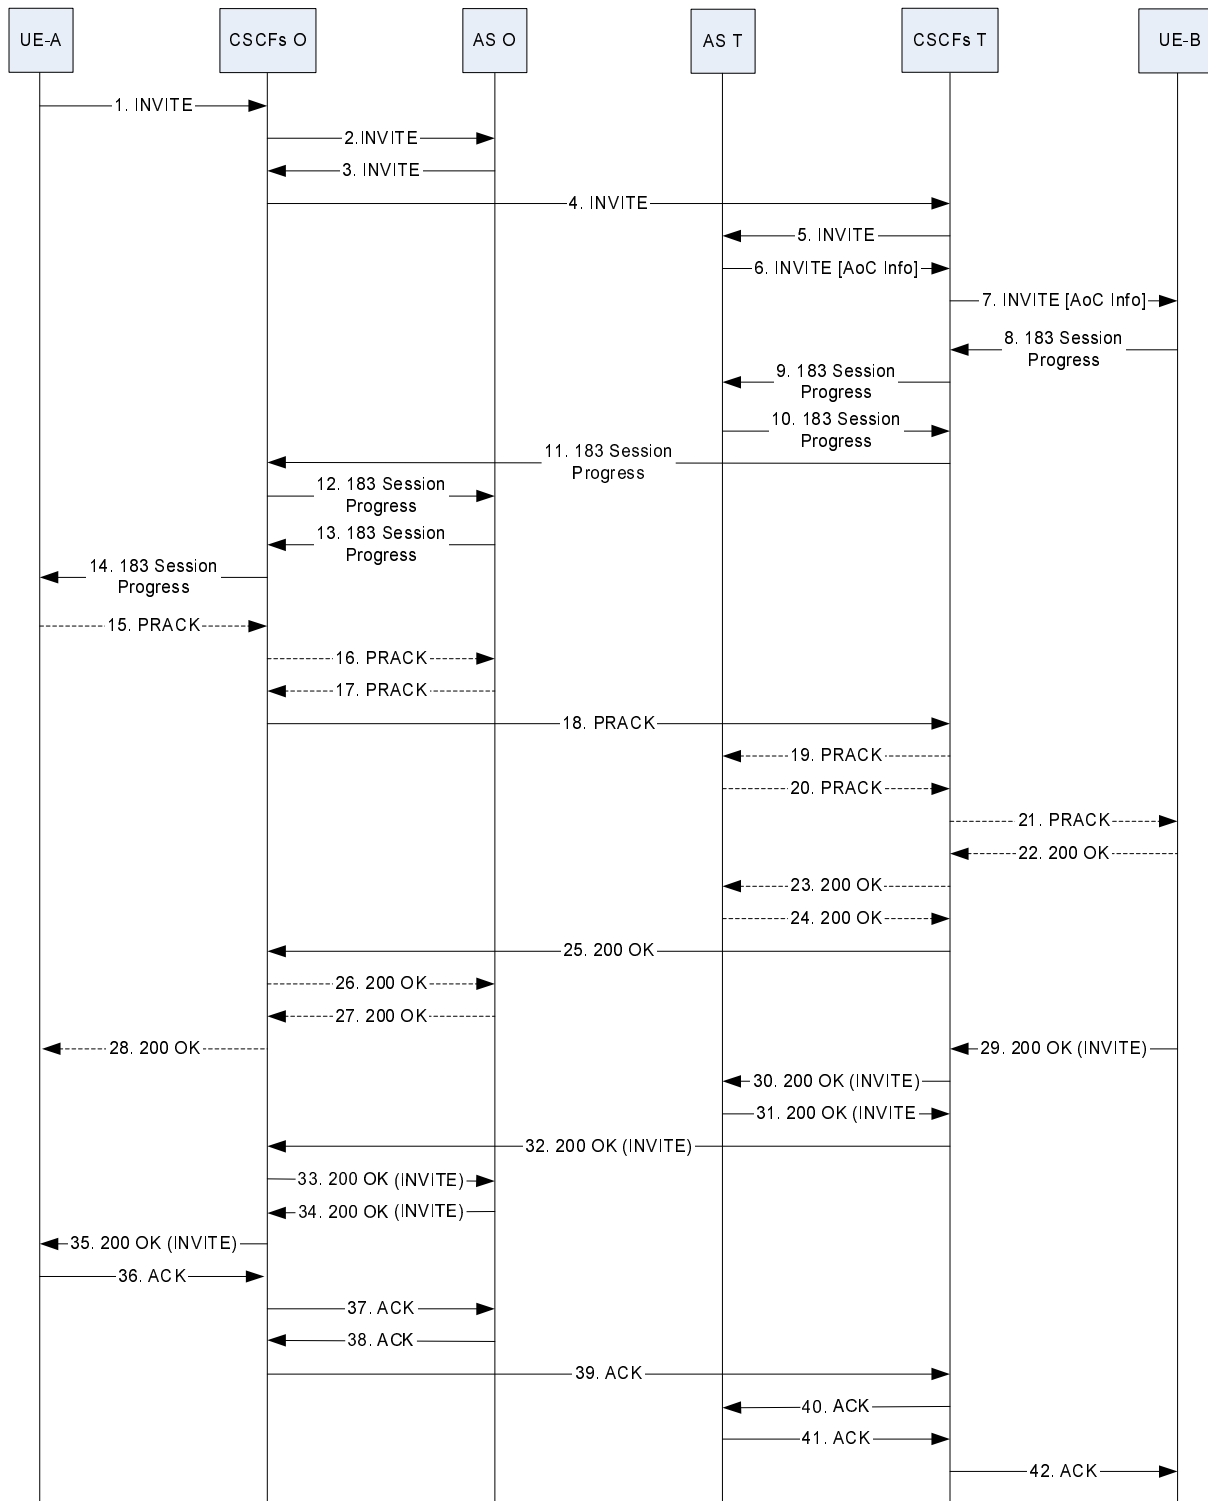 UE-A
CSCFs O
AS O
AS T
CSCFs T
UE-B
1. INVITE
2.INVITE
3. INVITE
4. INVITE
5. INVITE
6. INVITE [AoC Info]
7. INVITE [AoC Info]
8. 183 Session
Progress
9. 183 Session
Progress
10. 183 Session
Progress
11. 183 Session
Progress
12. 183 Session
Progress
13. 183 Session
Progress
14. 183 Session
Progress
15. PRACK
16. PRACK
17. PRACK
18. PRACK
19. PRACK
20. PRACK
21. PRACK
22. 200 OK
23. 200 OK
24. 200 OK
25. 200 OK
26. 200 OK
27. 200 OK
28. 200 OK
29. 200 OK (INVITE)
30. 200 OK (INVITE)
31. 200 OK (INVITE
32. 200 OK (INVITE)
33. 200 OK (INVITE)
34. 200 OK (INVITE)
35. 200 OK (INVITE)
36. ACK
37. ACK
38. ACK
39. ACK
40. ACK
41. ACK
42. ACK